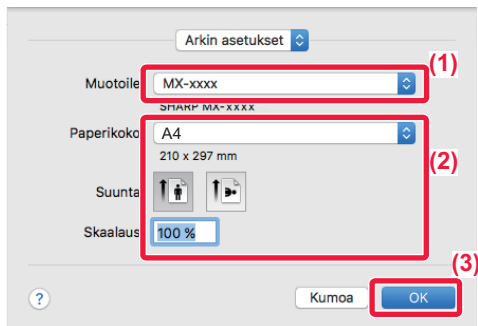 Arkin asetukset
(1)
Muotoile MX-xxxx
SHARP MX-xxxx
Paperikoko A4
210 x 297 mm
(2)
Suunta
Skaalaus 100 %
(3)
? Kumoa OK